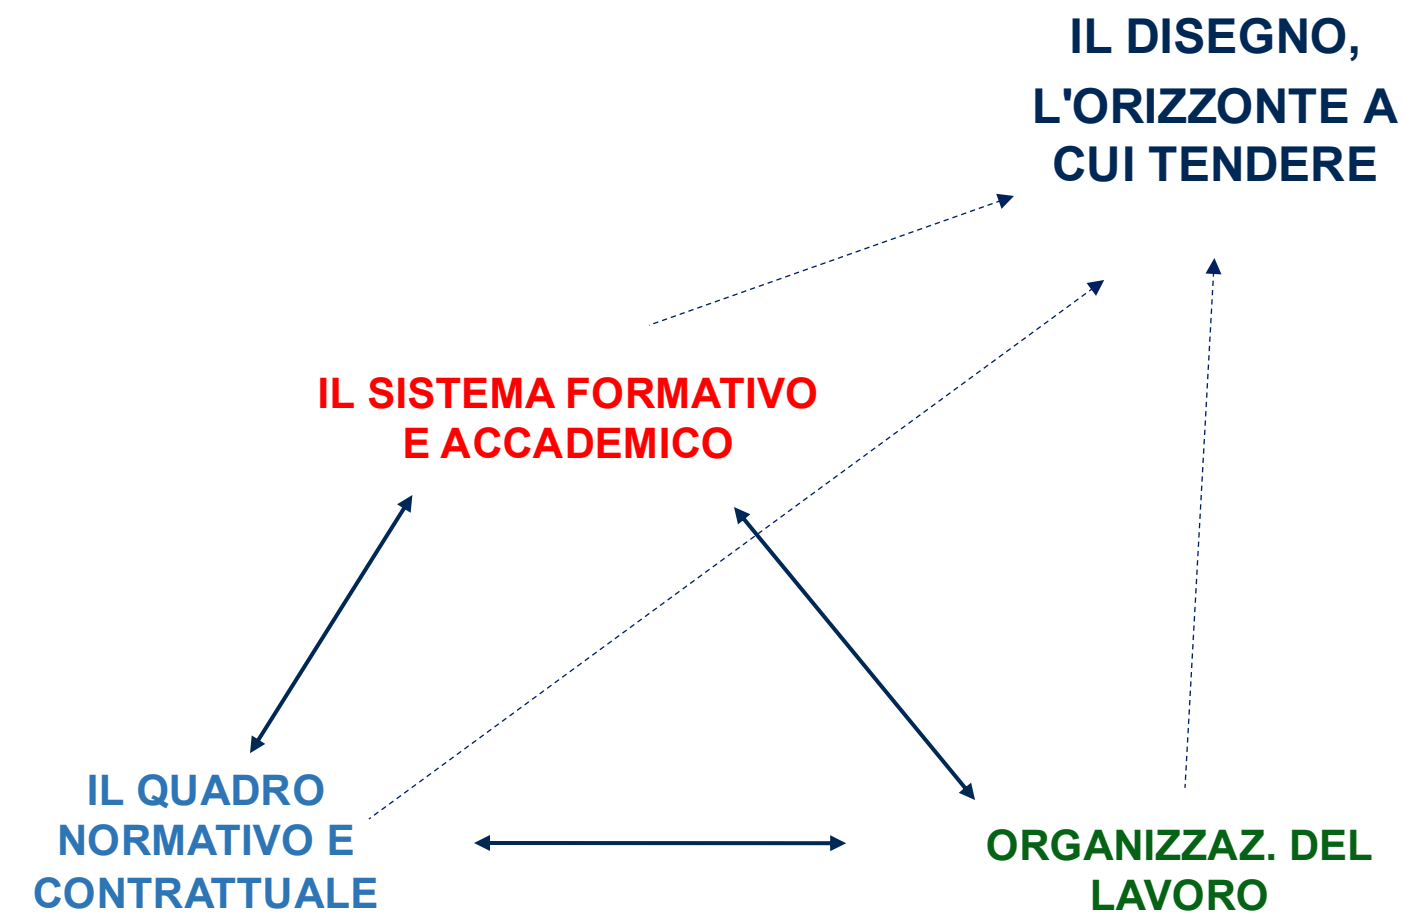 IL DISEGNO,
L'ORIZZONTE A
CUI TENDERE
IL SISTEMA FORMATIVO
E ACCADEMICO
IL QUADRO
NORMATIVO E
CONTRATTUALE
ORGANIZZAZ. DEL
LAVORO